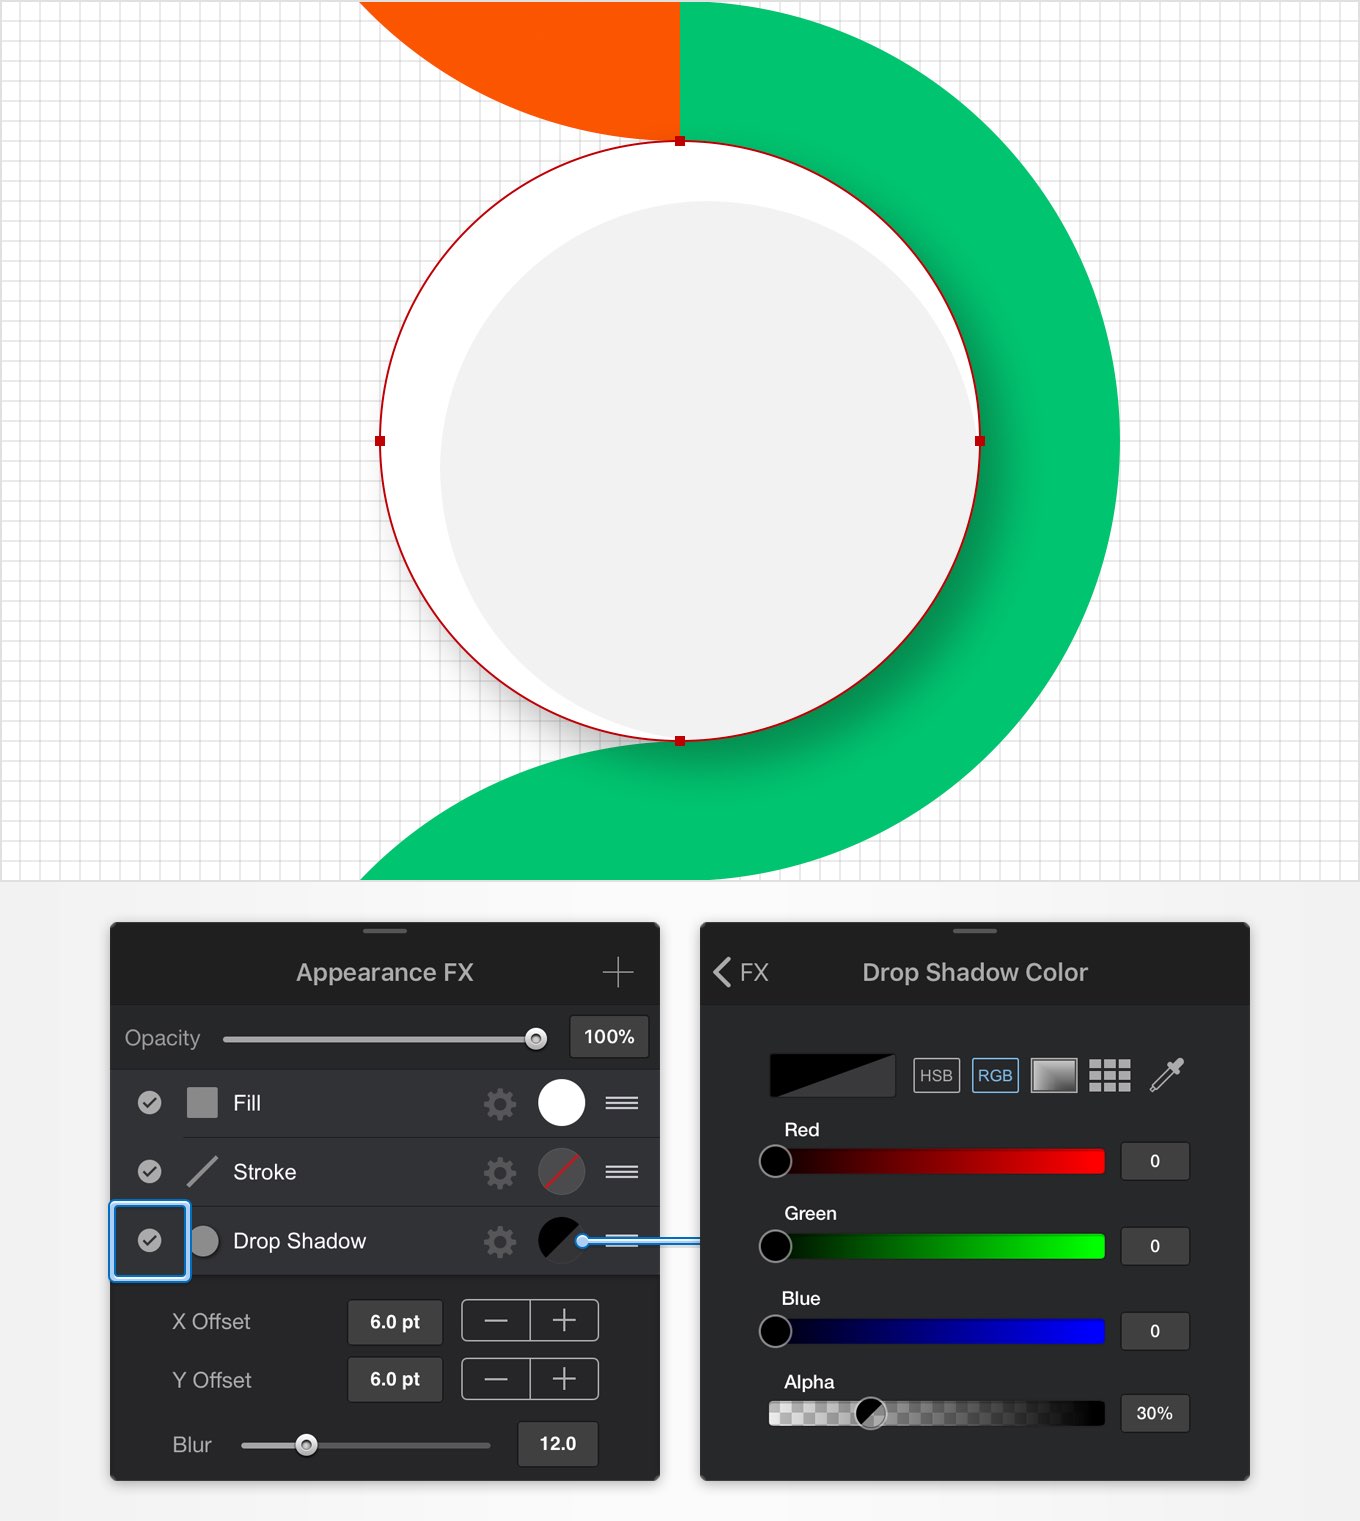 Appearance FX
Opacity 100%
Fill
Stroke
Drop Shadow
X Offset 6.0 pt
Y Offset 6.0 pt
Blur 12.0
FX Drop Shadow Color
HSB RGB
Red
0
Green
0
Blue
0
Alpha
30%